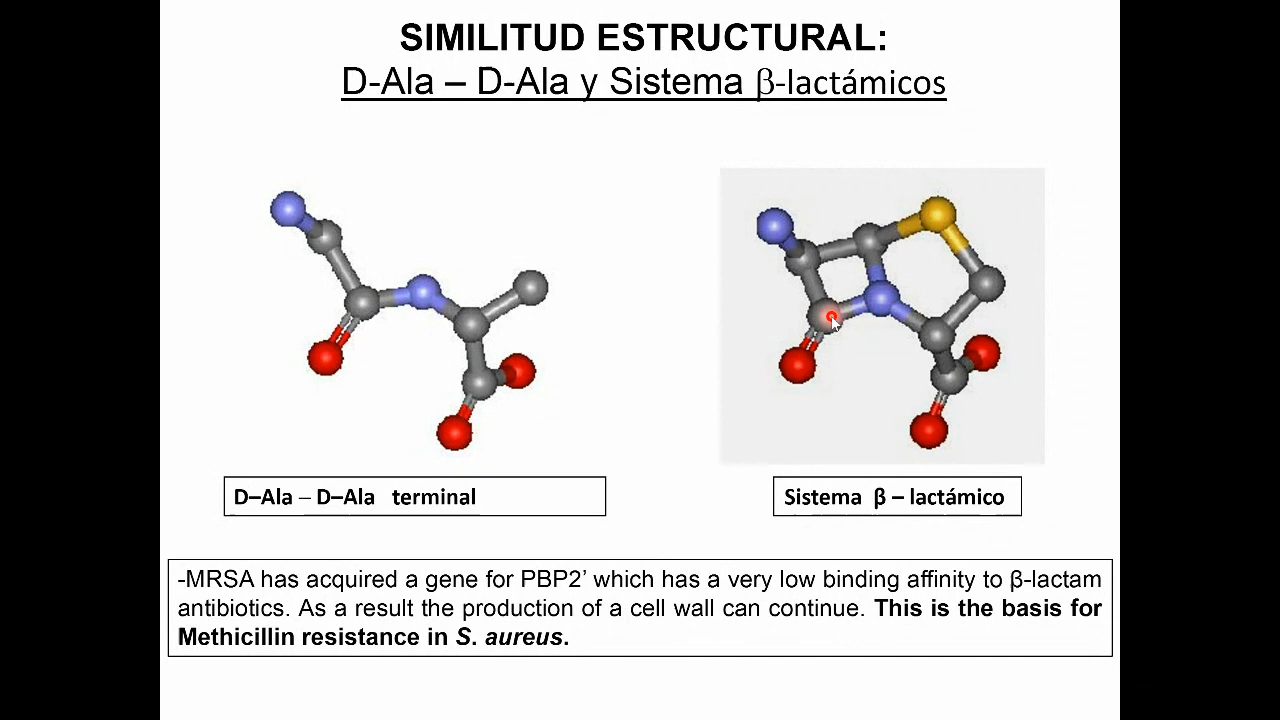 SIMILITUD ESTRUCTURAL:
D-Ala – D-Ala y Sistema β-lactámicos
D–Ala – D–Ala terminal
Sistema β – lactámico
-MRSA has acquired a gene for PBP2’ which has a very low binding affinity to β-lactam
antibiotics. As a result the production of a cell wall can continue. This is the basis for
Methicillin resistance in S. aureus.